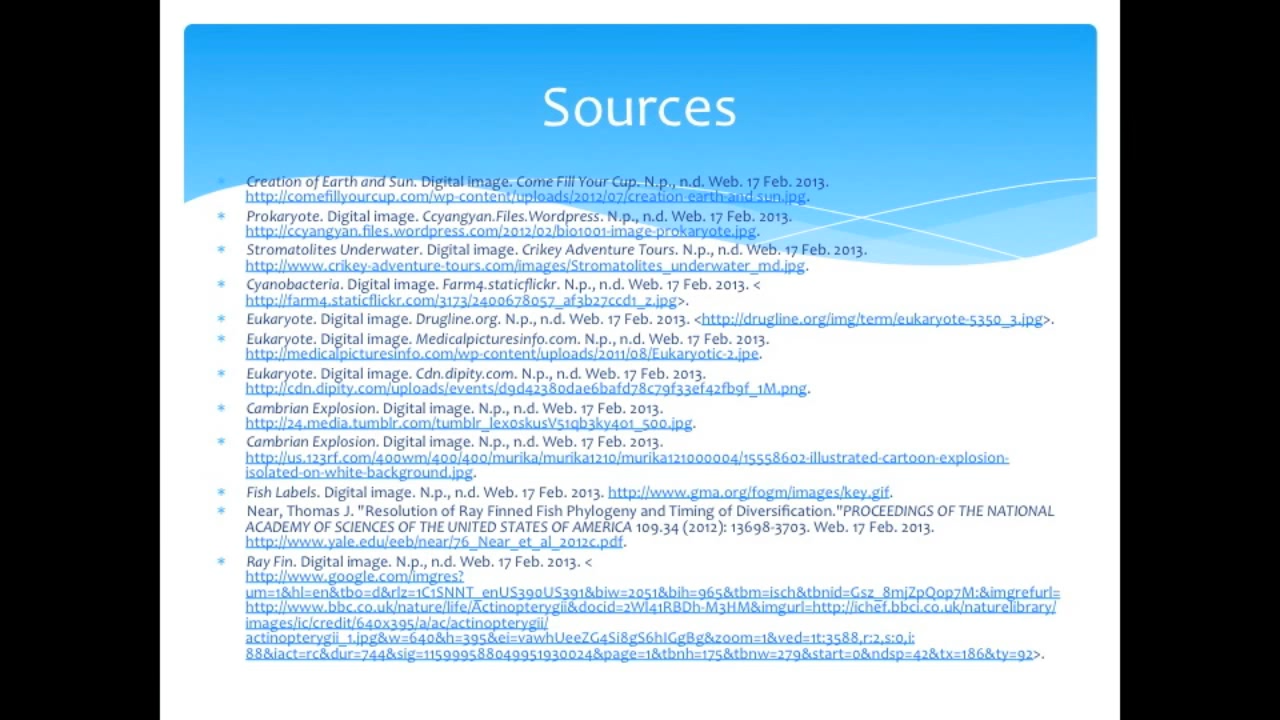 Sources
* Creation of Earth and Sun. Digital image. Come Fill Your Cup. N.p., n.d. Web. 17 Feb. 2013.
http://comefillyourcup.com/wp-content/uploads/2012/07/creation-earth-and-sun.jpg.
* Prokaryote. Digital image. Ccyangyan.Files.Wordpress. N.p., n.d. Web. 17 Feb. 2013.
http://ccyangyan.files.wordpress.com/2012/02/bio1001-image-prokaryote.jpg.
* Stromatolites Underwater. Digital image. Crikey Adventure Tours. N.p., n.d. Web. 17 Feb. 2013.
http://www.crikey-adventure-tours.com/images/Stromatolites_underwater_md.jpg.
* Cyanobacteria. Digital image. Farm4.staticflickr. N.p., n.d. Web. 17 Feb. 2013. <
http://farm4.staticflickr.com/3173/2400678057_af3b27ccd1_z.jpg>.
* Eukaryote. Digital image. Drugline.org. N.p., n.d. Web. 17 Feb. 2013. <http://drugline.org/img/term/eukaryote-5350_3.jpg>.
* Eukaryote. Digital image. Medicalpicturesinfo.com. N.p., n.d. Web. 17 Feb. 2013.
http://medicalpicturesinfo.com/wp-content/uploads/2011/08/Eukaryotic-2.jpe.
* Eukaryote. Digital image. Cdn.dipity.com. N.p., n.d. Web. 17 Feb. 2013.
http://cdn.dipity.com/uploads/events/d9d42380dae6bafd78c79f33ef42fb9f_1M.png.
* Cambrian Explosion. Digital image. N.p., n.d. Web. 17 Feb. 2013.
http://24.media.tumblr.com/tumblr_lex0skusV51qb3ky4o1_500.jpg.
* Cambrian Explosion. Digital image. N.p., n.d. Web. 17 Feb. 2013.
http://us.123rf.com/400wm/400/400/murika/murika1210/murika121000004/15558602-illustrated-cartoon-explosion-
isolated-on-white-background.jpg.
* Fish Labels. Digital image. N.p., n.d. Web. 17 Feb. 2013. http://www.gma.org/fogm/images/key.gif.
* Near, Thomas J. "Resolution of Ray Finned Fish Phylogeny and Timing of Diversification."PROCEEDINGS OF THE NATIONAL
ACADEMY OF SCIENCES OF THE UNITED STATES OF AMERICA 109.34 (2012): 13698-3703. Web. 17 Feb. 2013.
http://www.yale.edu/eeb/near/76_Near_et_al_2012c.pdf.
* Ray Fin. Digital image. N.p., n.d. Web. 17 Feb. 2013. <
http://www.google.com/imgres?
um=1&hl=en&tbo=d&rlz=1C1SNNT_enUS390US391&biw=2051&bih=965&tbm=isch&tbnid=Gsz_8mjZpQop7M:&imgrefurl=
http://www.bbc.co.uk/nature/life/Actinopterygii&docid=2Wl41RBDh-M3HM&imgurl=http://ichef.bbci.co.uk/naturelibrary/
images/ic/credit/640x395/a/ac/actinopterygii/
actinopterygii_1.jpg&w=640&h=395&ei=vawhUeeZG4Si8gS6hIGgBg&zoom=1&ved=1t:3588,r:2,s:0,i:
88&iact=rc&dur=744&sig=115999588049951930024&page=1&tbnh=175&tbnw=279&start=0&ndsp=42&tx=186&ty=92>.